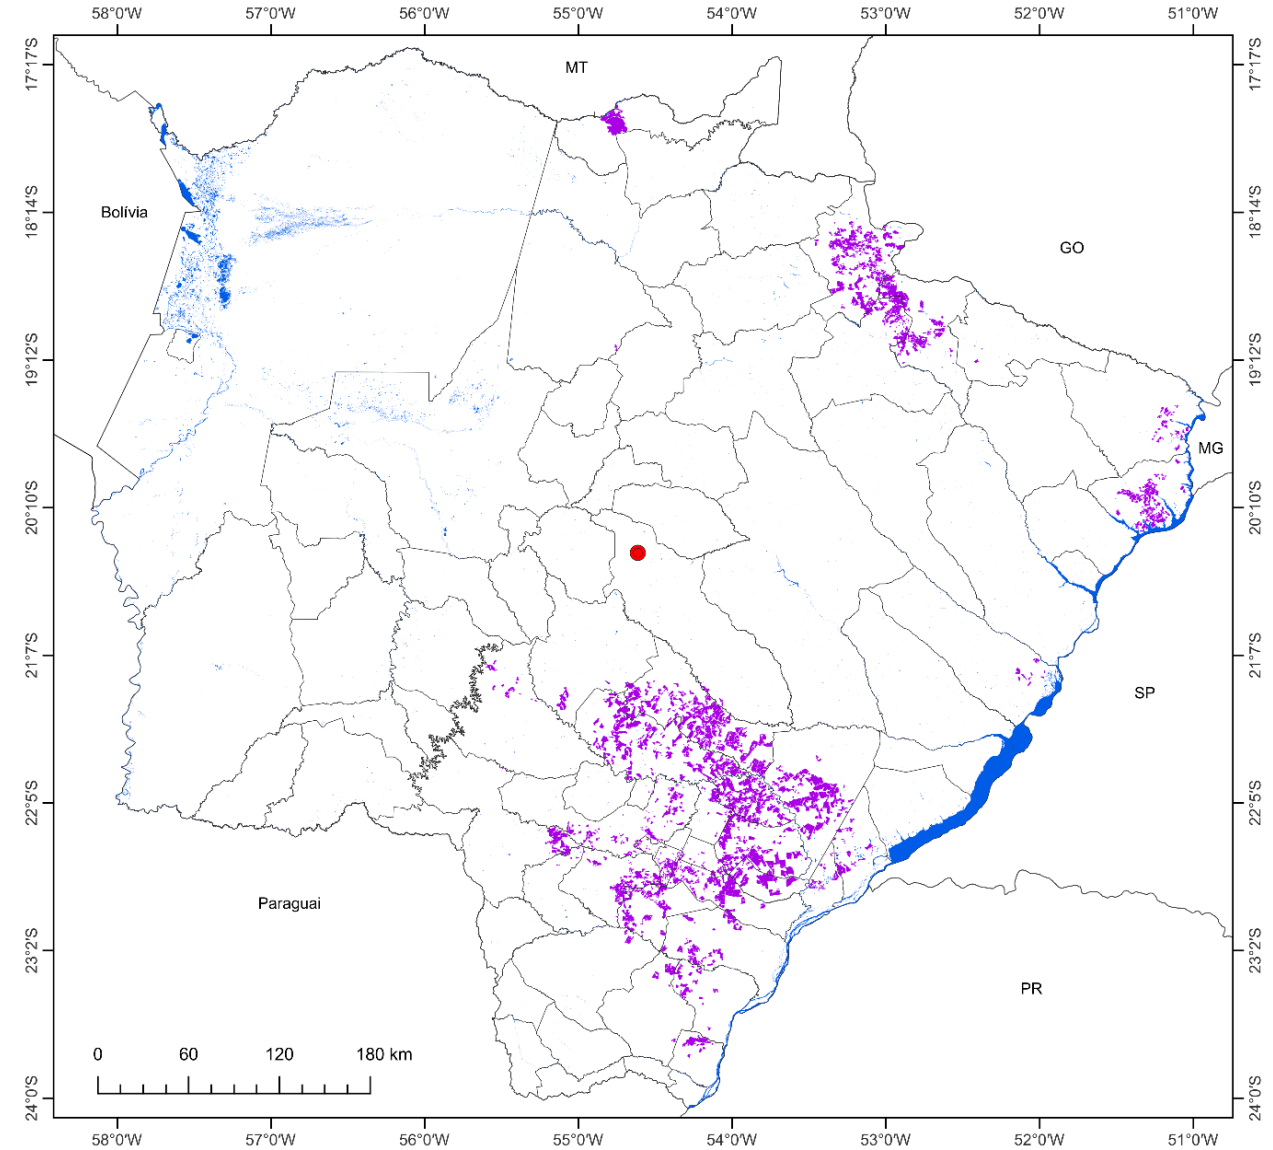 58°0'W 57°0'W 56°0'W 55°0'W 54°0'W 53°0'W 52°0'W 51°0'W
17°17'S 17°17'S
MT
18°14'S 18°14'S
Bolívia
GO
19°12'S 19°12'S
MG
20°10'S 20°10'S
21°7'S 21°7'S
SP
22°5'S 22°5'S
Paraguai
23°2'S 23°2'S
PR
0 60 120 180 km
24°0'S 24°0'S
58°0'W 57°0'W 56°0'W 55°0'W 54°0'W 53°0'W 52°0'W 51°0'W